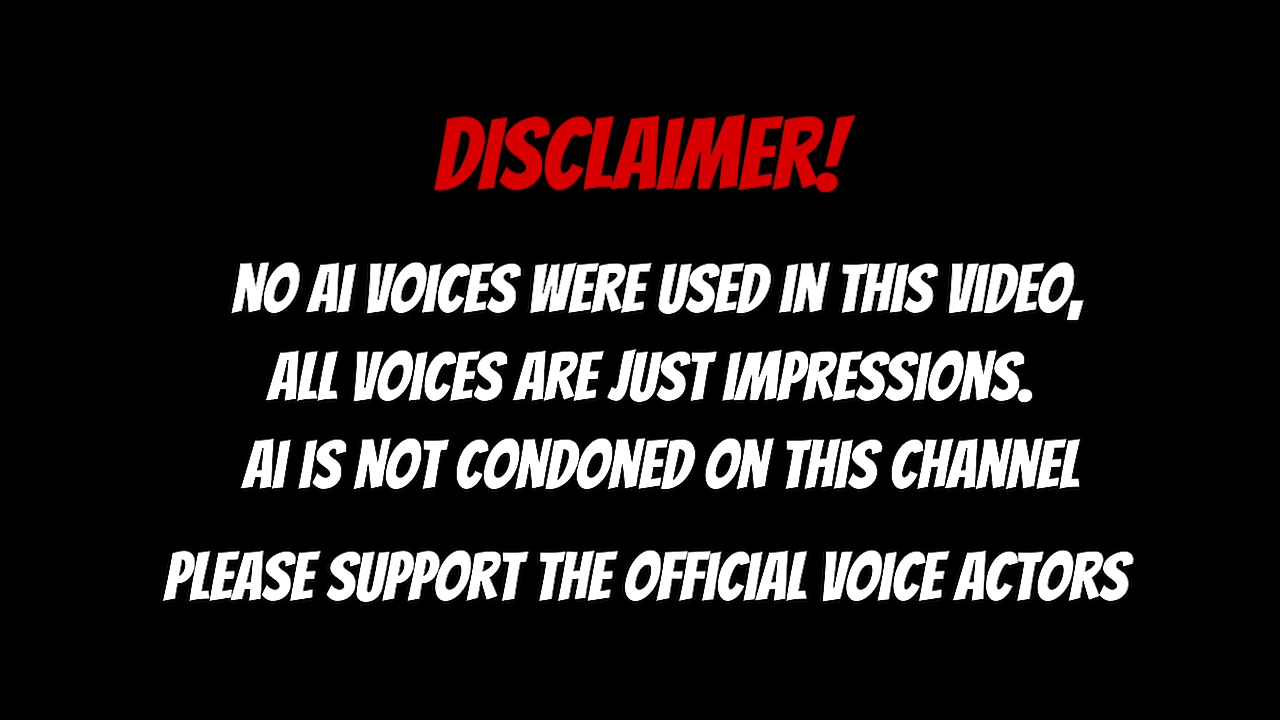 DISCLAIMER!
NO AI VOICES WERE USED IN THIS VIDEO,
ALL VOICES ARE JUST IMPRESSIONS.
AI IS NOT CONDONED ON THIS CHANNEL
PLEASE SUPPORT THE OFFICIAL VOICE ACTORS